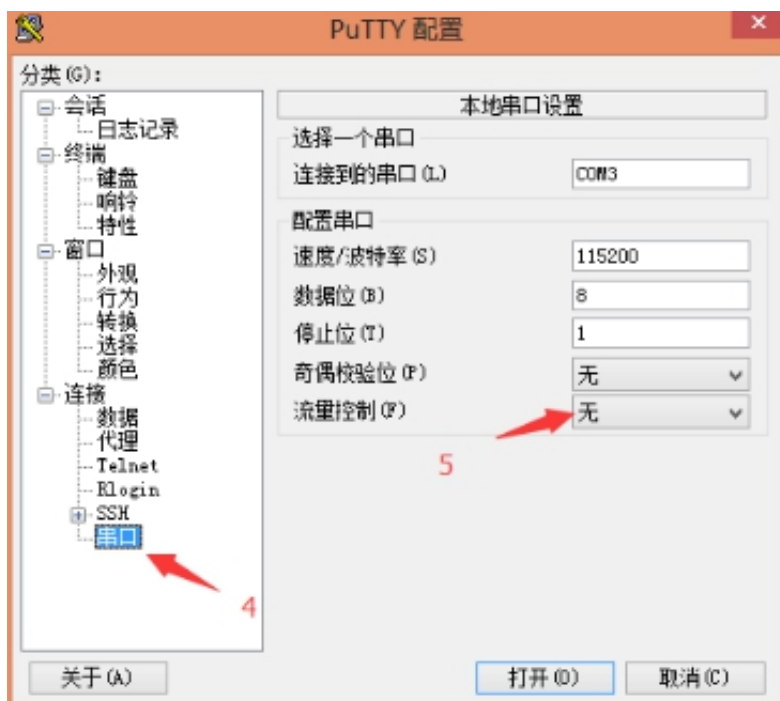 PuTTY 配置
分类(G):
会话
日志记录
终端
键盘
响铃
特性
窗口
外观
行为
转换
选择
颜色
连接
数据
代理
Telnet
Rlogin
SSH
串口
4
本地串口设置
选择一个串口
连接到的串口(L) COM3
配置串口
速度/波特率(S) 115200
数据位(B) 8
停止位(T) 1
奇偶校验位(P) 无
流量控制(F) 无
5
关于(A) 打开(O) 取消(C)